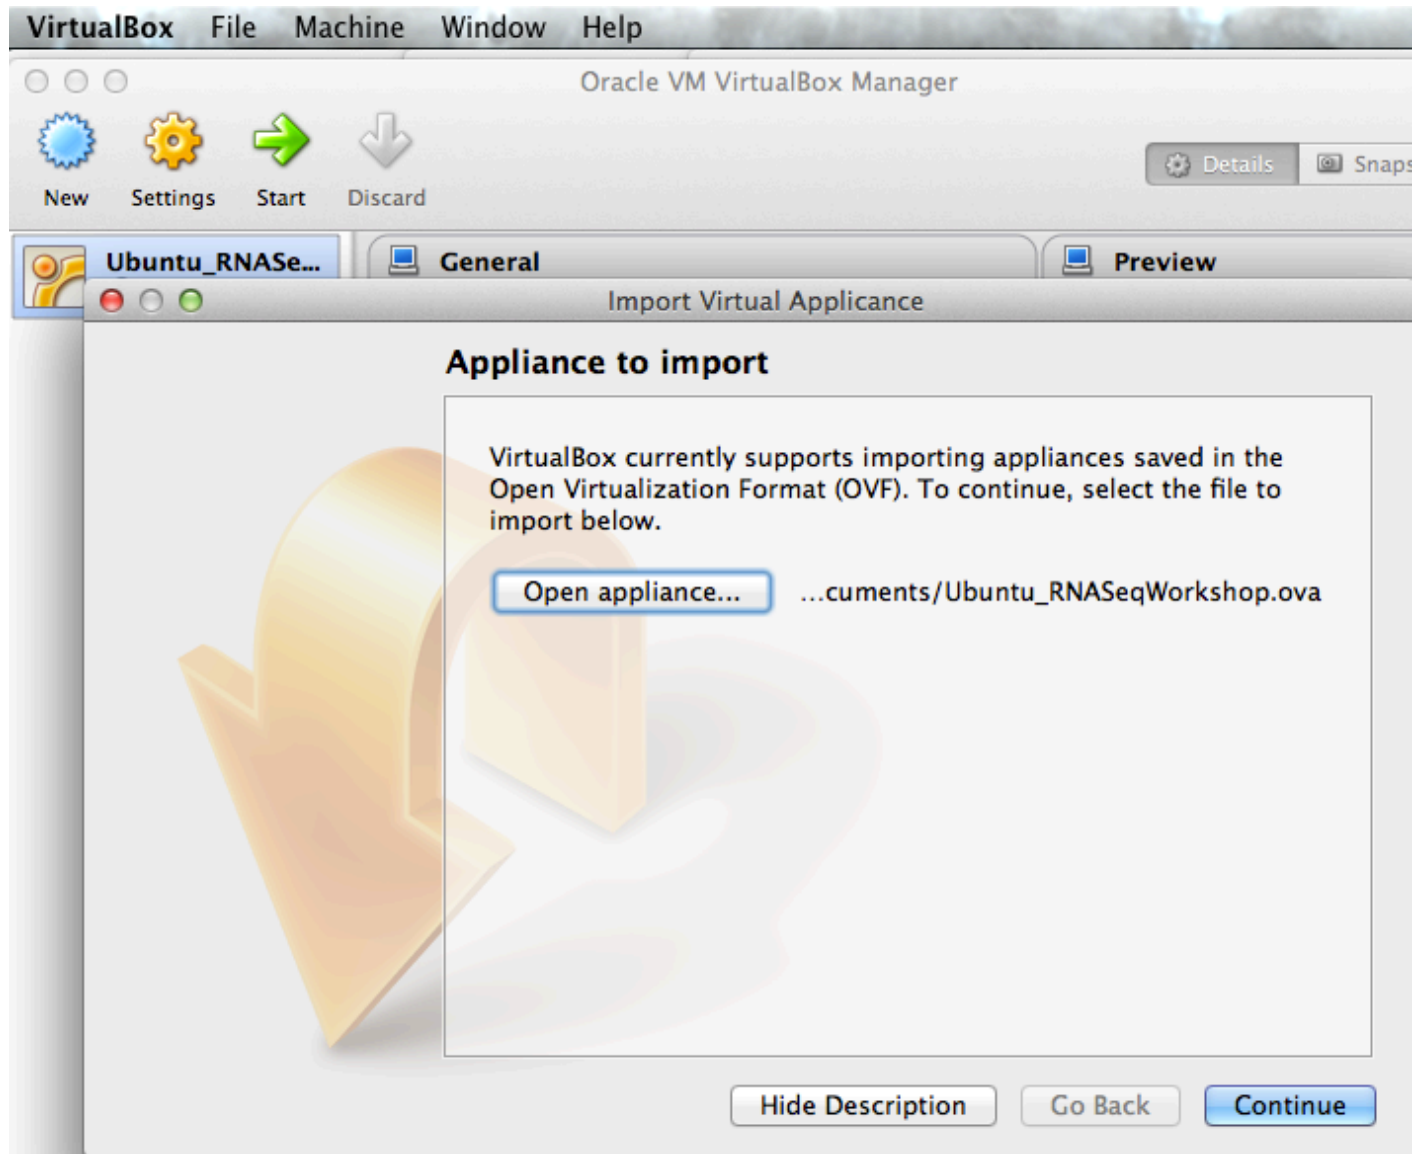 VirtualBox File Machine Window Help
Oracle VM VirtualBox Manager
New Settings Start Discard
Details Snaps
Ubuntu_RNASe... General Preview
Import Virtual Applicance
Appliance to import
VirtualBox currently supports importing appliances saved in the
Open Virtualization Format (OVF). To continue, select the file to
import below.
Open appliance... ...cuments/Ubuntu_RNASeqWorkshop.ova
Hide Description Go Back Continue